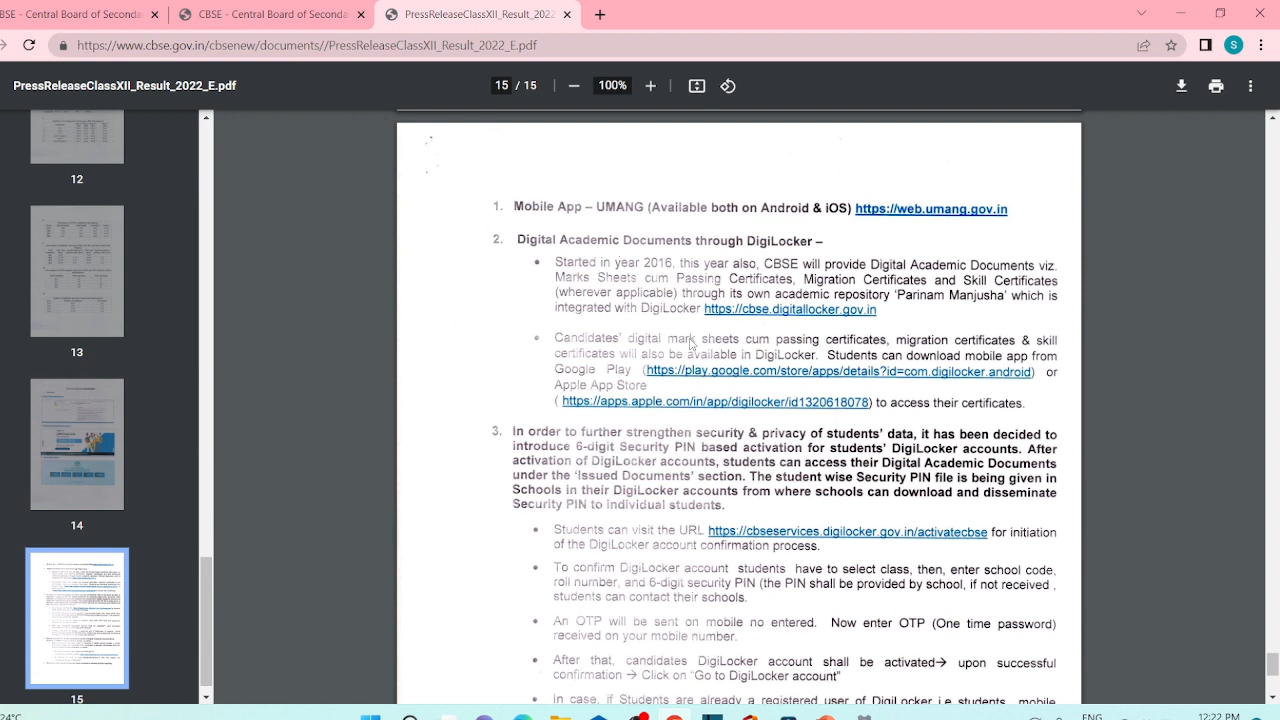 CBSE - Central Board of Seconda
CBSE - Central Board of Seconda
PressReleaseClassXII_Result_2022
https://www.cbse.gov.in/cbsenew/documents//PressReleaseClassXII_Result_2022_E.pdf
S
PressReleaseClassXII_Result_2022_E.pdf
15 / 15
100%
12
13
14
15
1. Mobile App – UMANG (Available both on Android & iOS) https://web.umang.gov.in
2. Digital Academic Documents through DigiLocker –
• Started in year 2016, this year also, CBSE will provide Digital Academic Documents viz.
Marks Sheets cum Passing Certificates, Migration Certificates and Skill Certificates
(wherever applicable) through its own academic repository 'Parinam Manjusha' which is
integrated with DigiLocker https://cbse.digitallocker.gov.in
• Candidates' digital mark sheets cum passing certificates, migration certificates & skill
certificates will also be available in DigiLocker. Students can download mobile app from
Google Play (https://play.google.com/store/apps/details?id=com.digilocker.android) or
Apple App Store
( https://apps.apple.com/in/app/digilocker/id1320618078) to access their certificates.
3. In order to further strengthen security & privacy of students' data, it has been decided to
introduce 6-digit Security PIN based activation for students' DigiLocker accounts. After
activation of DigiLocker accounts, students can access their Digital Academic Documents
under the 'Issued Documents' section. The student wise Security PIN file is being given in
Schools in their DigiLocker accounts from where schools can download and disseminate
Security PIN to individual students.
• Students can visit the URL https://cbseservices.digilocker.gov.in/activatecbse for initiation
of the DigiLocker account confirmation process.
• To confirm DigiLocker account students have to select class, then, enter school code,
roll number, and 6-digit security PIN (the PIN shall be provided by school, if not received ,
students can contact their schools.
• An OTP will be sent on mobile no entered. Now enter OTP (One time password)
received on your mobile number.
• After that, candidates DigiLocker account shall be activated→ upon successful
confirmation → Click on "Go to DigiLocker account"
• In case, if Students are already a registered user of DigiLocker i.e students mobile
24°C
ENG
12:22 PM